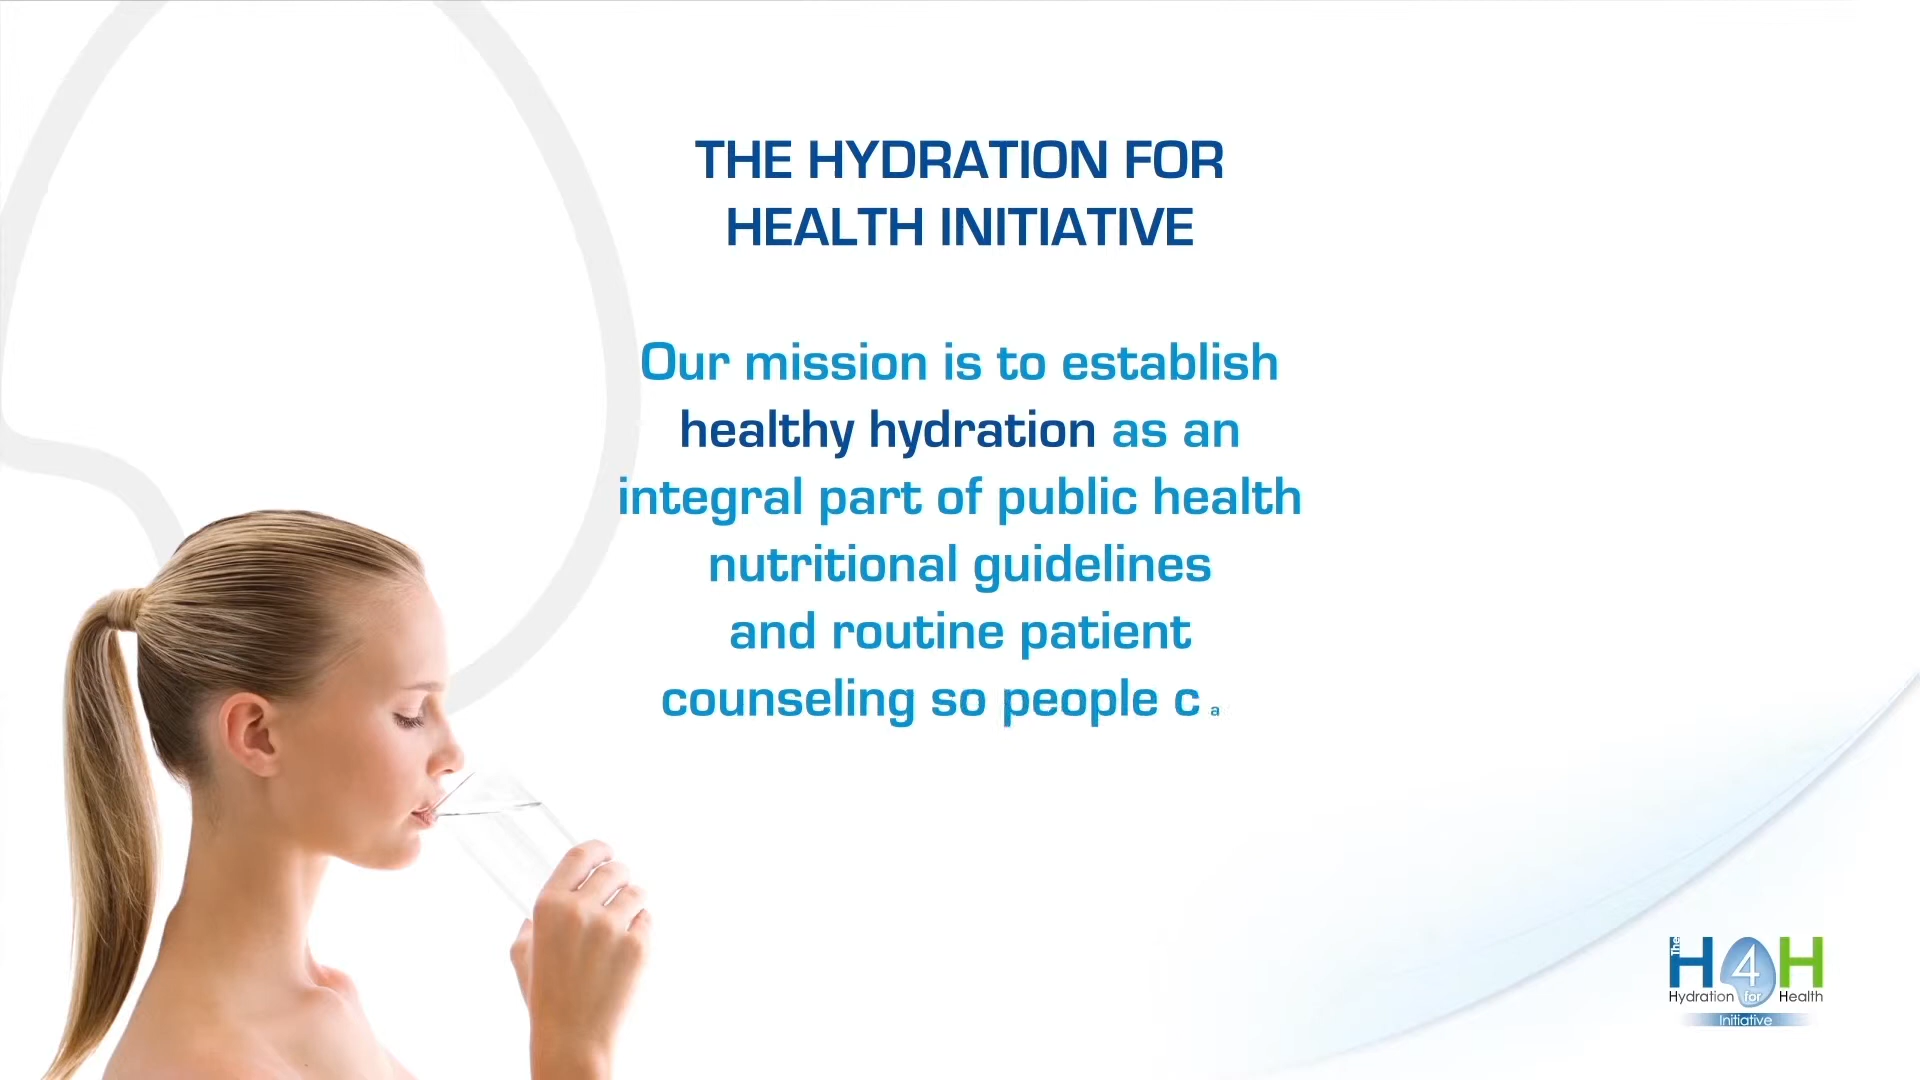 THE HYDRATION FOR
HEALTH INITIATIVE
Our mission is to establish
healthy hydration as an
integral part of public health
nutritional guidelines
and routine patient
counseling so people c a
The
H4H
Hydration for Health
Initiative